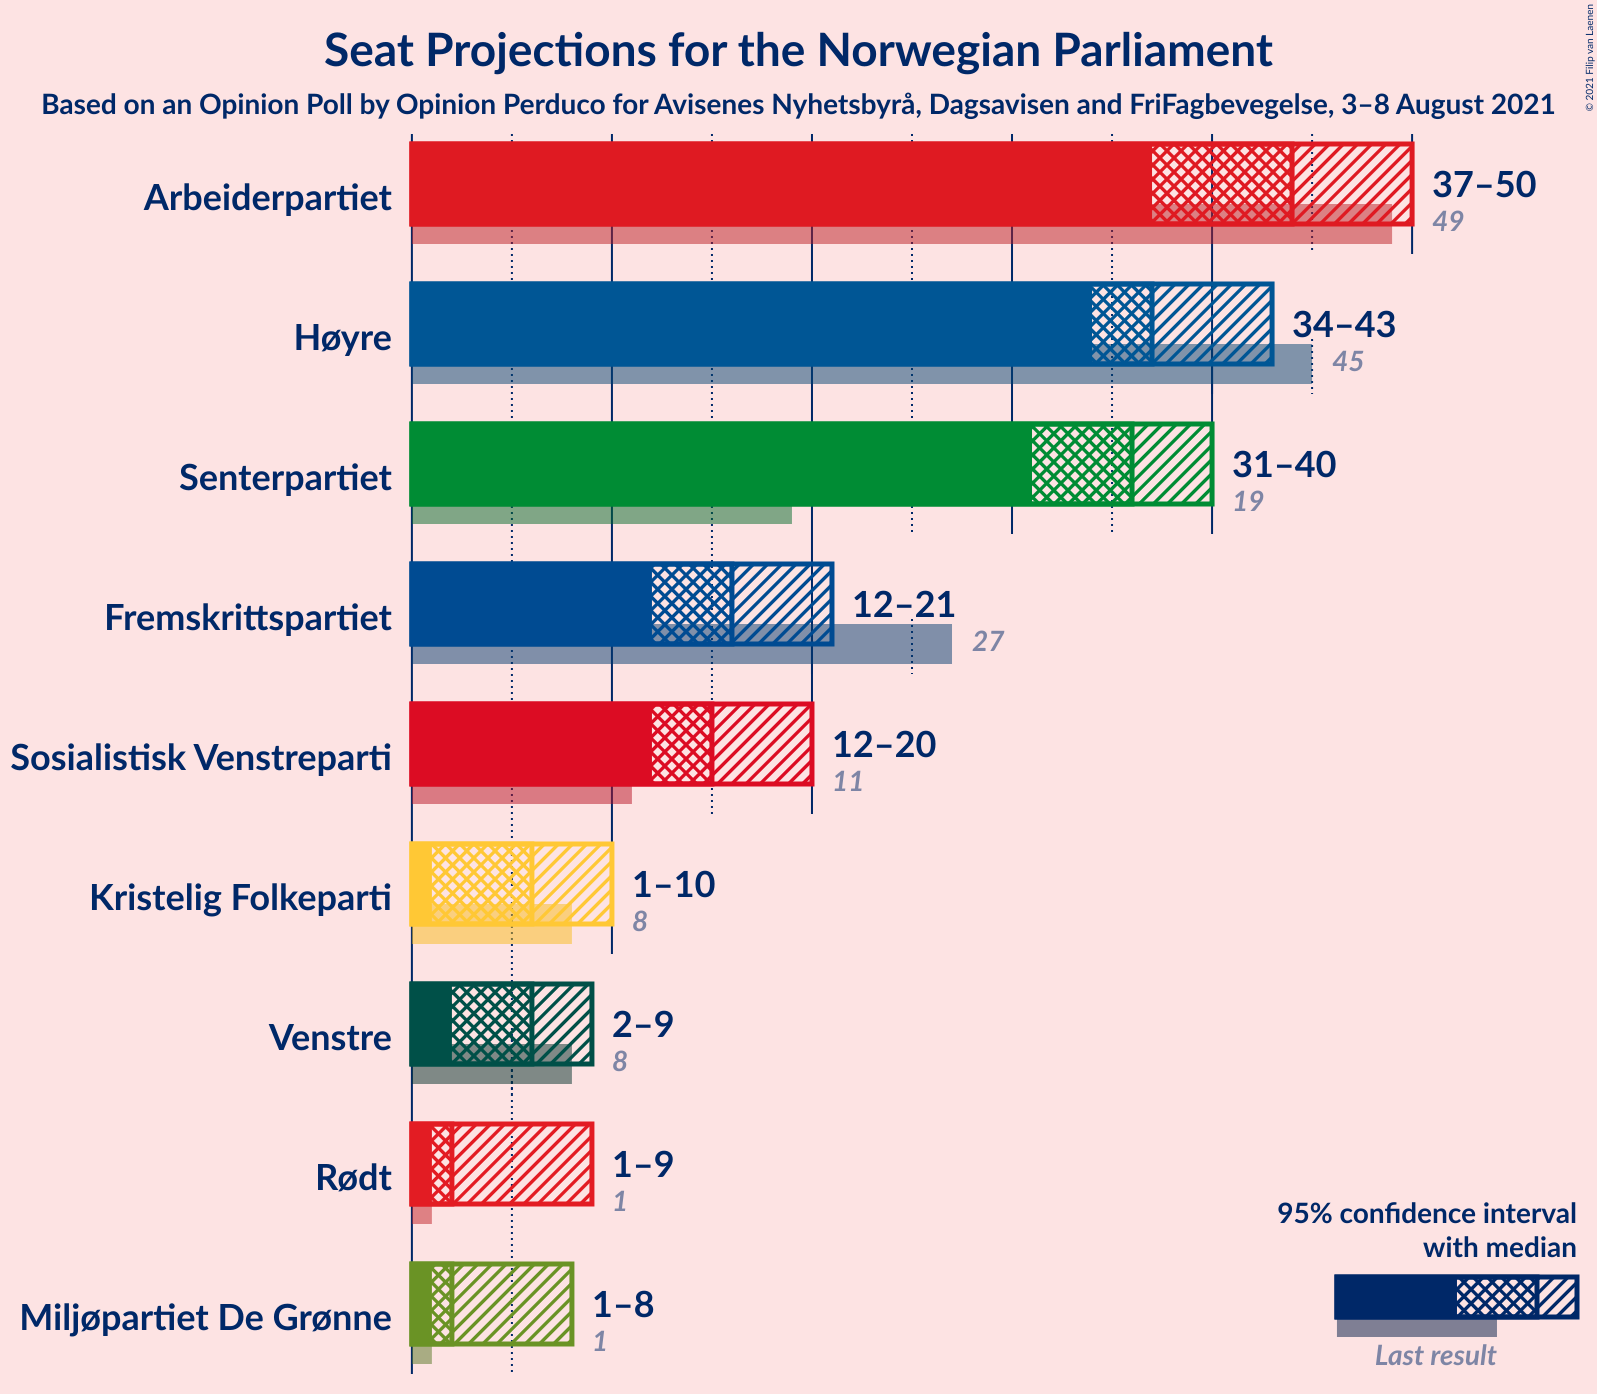 Seat Projections for the Norwegian Parliament
Based on an Opinion Poll by Opinion Perduco for Avisenes Nyhetsbyrå, Dagsavisen and FriFagbevegelse, 3–8 August 2021
© 2021 Filip van Laenen
Arbeiderpartiet
37–50
49
Høyre
34–43
45
Senterpartiet
31–40
19
Fremskrittspartiet
12–21
27
Sosialistisk Venstreparti
12–20
11
Kristelig Folkeparti
1–10
8
Venstre
2–9
8
Rødt
1–9
1
Miljøpartiet De Grønne
1–8
1
95% confidence interval
with median
Last result